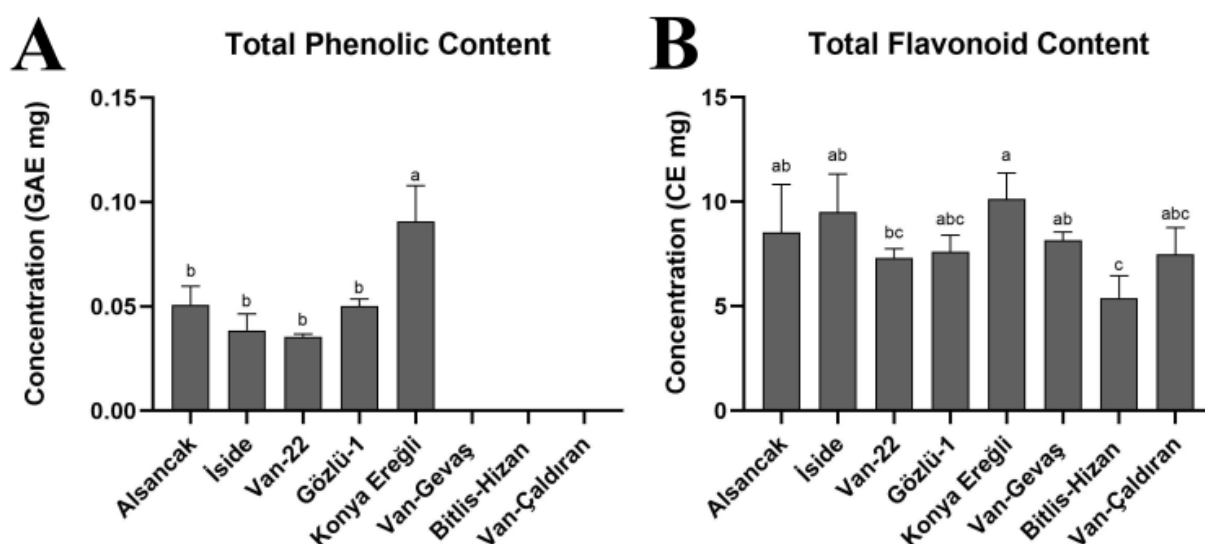 A
Total Phenolic Content
Concentration (GAE mg)
0.15
0.10
0.05
0.00
b
b
b
b
a
Alsancak
İside
Van-22
Gözlü-1
Konya Ereğli
Van-Gevaş
Bitlis-Hizan
Van-Çaldıran
B
Total Flavonoid Content
Concentration (CE mg)
15
10
5
0
ab
ab
bc
abc
a
ab
c
abc
Alsancak
İside
Van-22
Gözlü-1
Konya Ereğli
Van-Gevaş
Bitlis-Hizan
Van-Çaldıran